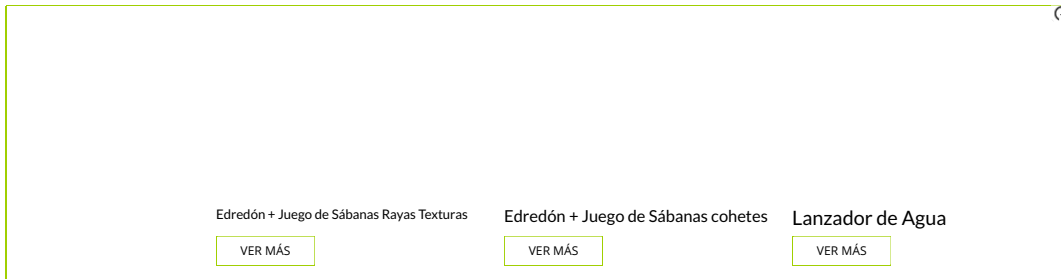 Edredón + Juego de Sábanas Rayas Texturas
Edredón + Juego de Sábanas cohetes
Lanzador de Agua
VER MÁS
VER MÁS
VER MÁS